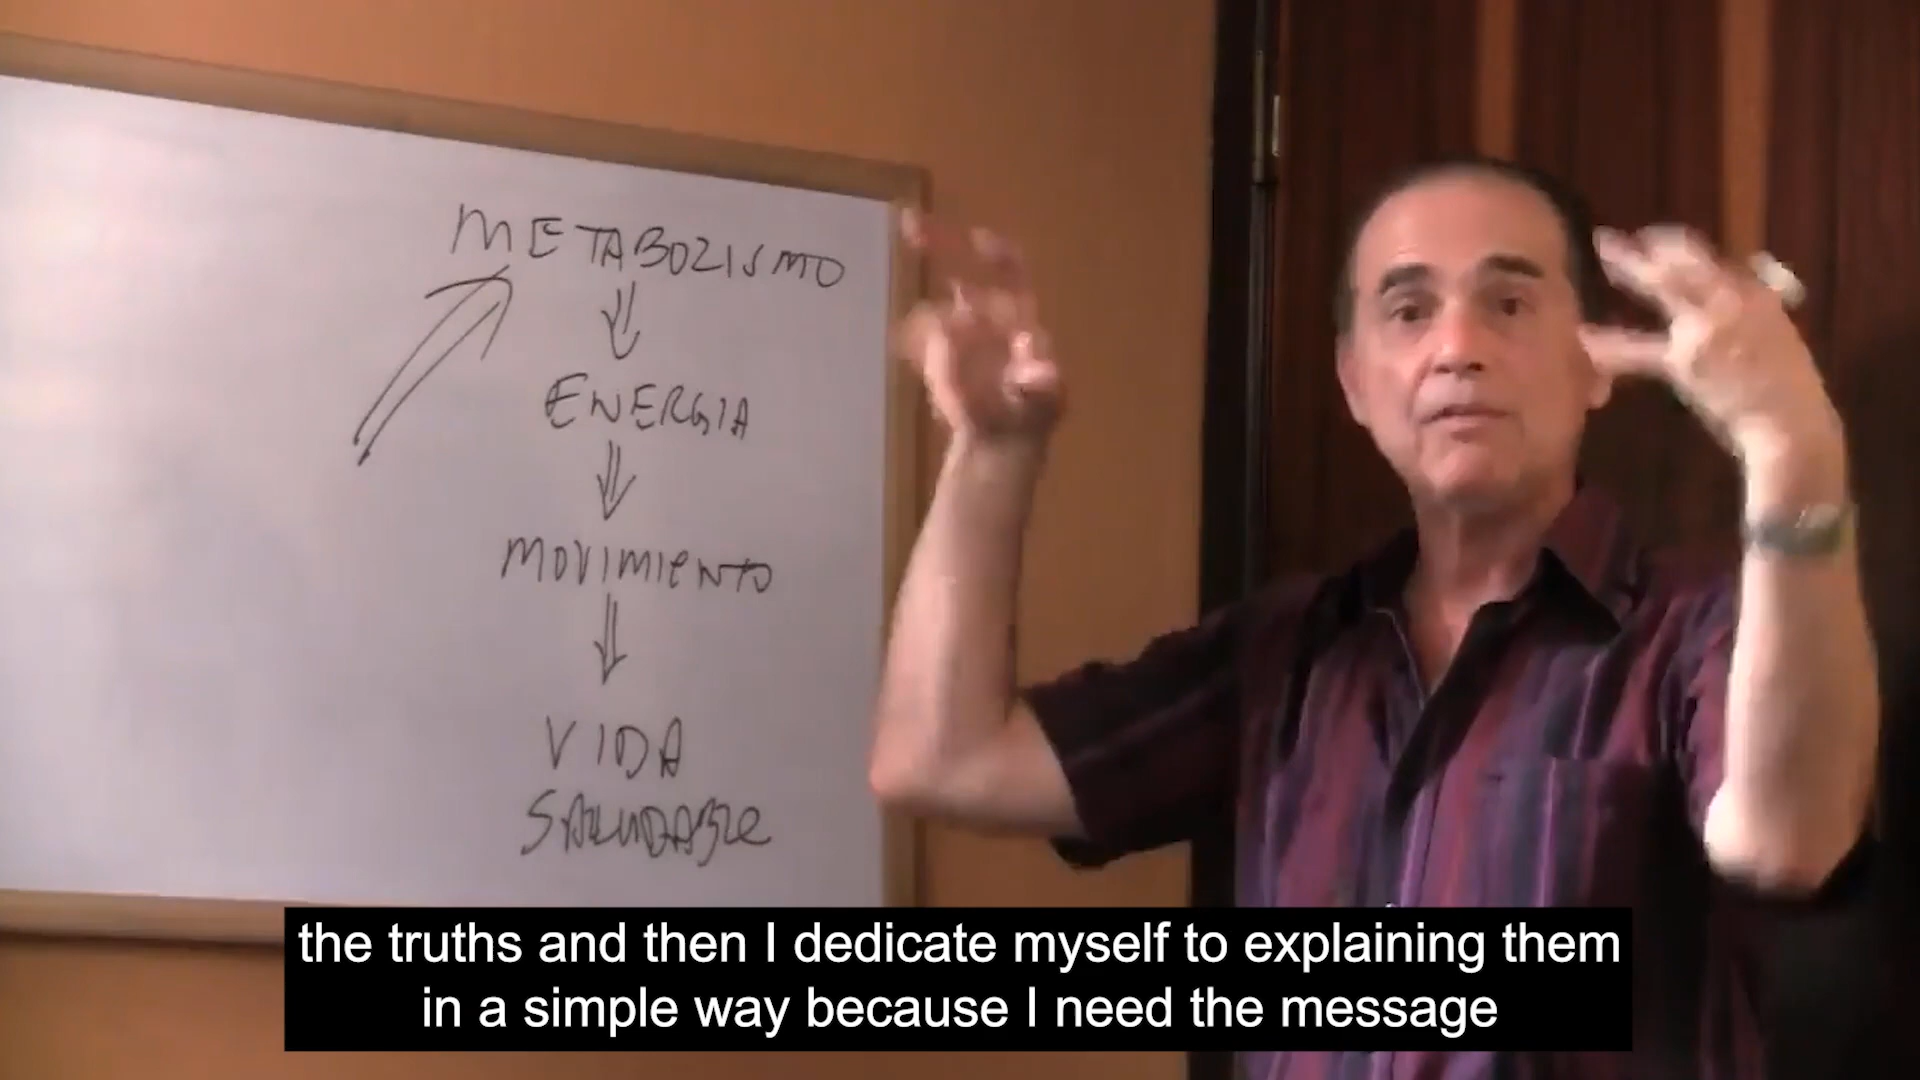 METABOLISMO
ENERGIA
MOVIMIENTO
VIDA
SALUDABLE
the truths and then I dedicate myself to explaining them
in a simple way because I need the message